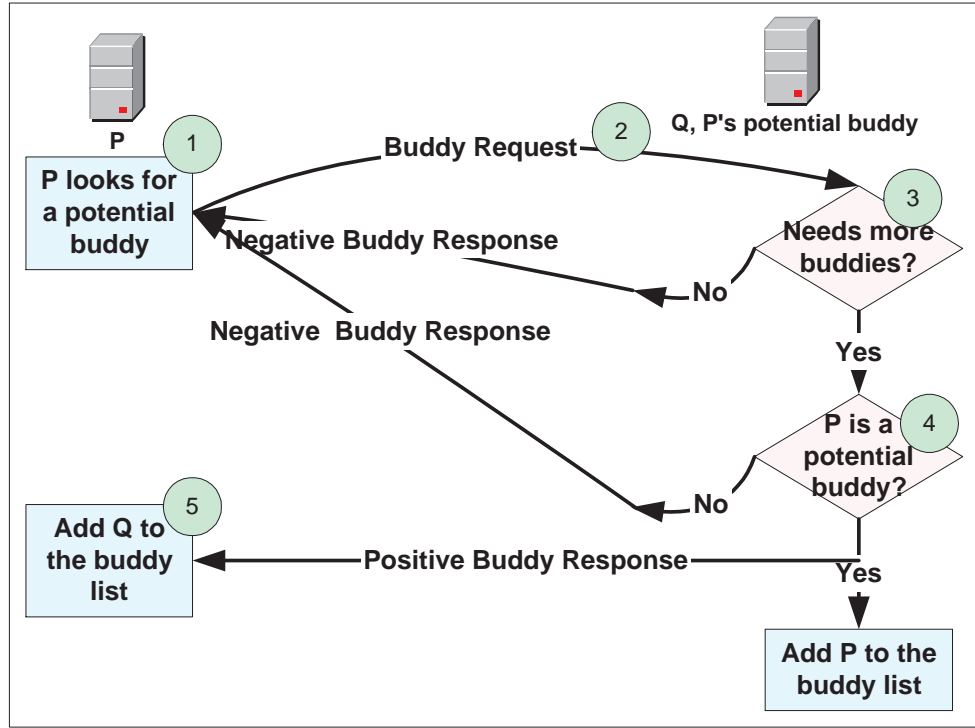 P
Q, P's potential buddy
1
P looks for
a potential
buddy
Buddy Request
2
3
Needs more
buddies?
Negative Buddy Response
No
Negative Buddy Response
Yes
4
P is a
potential
buddy?
No
5
Add Q to
the buddy
list
Positive Buddy Response
Yes
Add P to the
buddy list